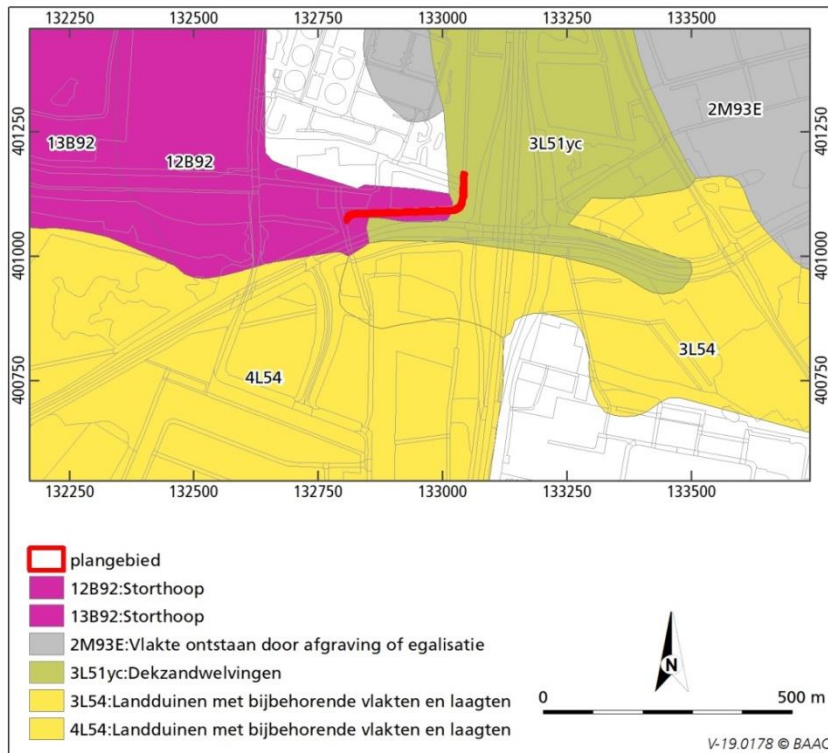 132250 132500 132750 133000 133250 133500
401250
401250
13B92
12B92
3L51yc
2M93E
401000
401000
4L54
3L54
400750
400750
132250 132500 132750 133000 133250 133500
plangebied
12B92:Storthoop
13B92:Storthoop
2M93E:Vlakte ontstaan door afgraving of egalisatie
3L51yc:Dekzandwelvingen
3L54:Landduinen met bijbehorende vlakten en laagten
4L54:Landduinen met bijbehorende vlakten en laagten
N
0 500 m
V-19.0178 © BAAC